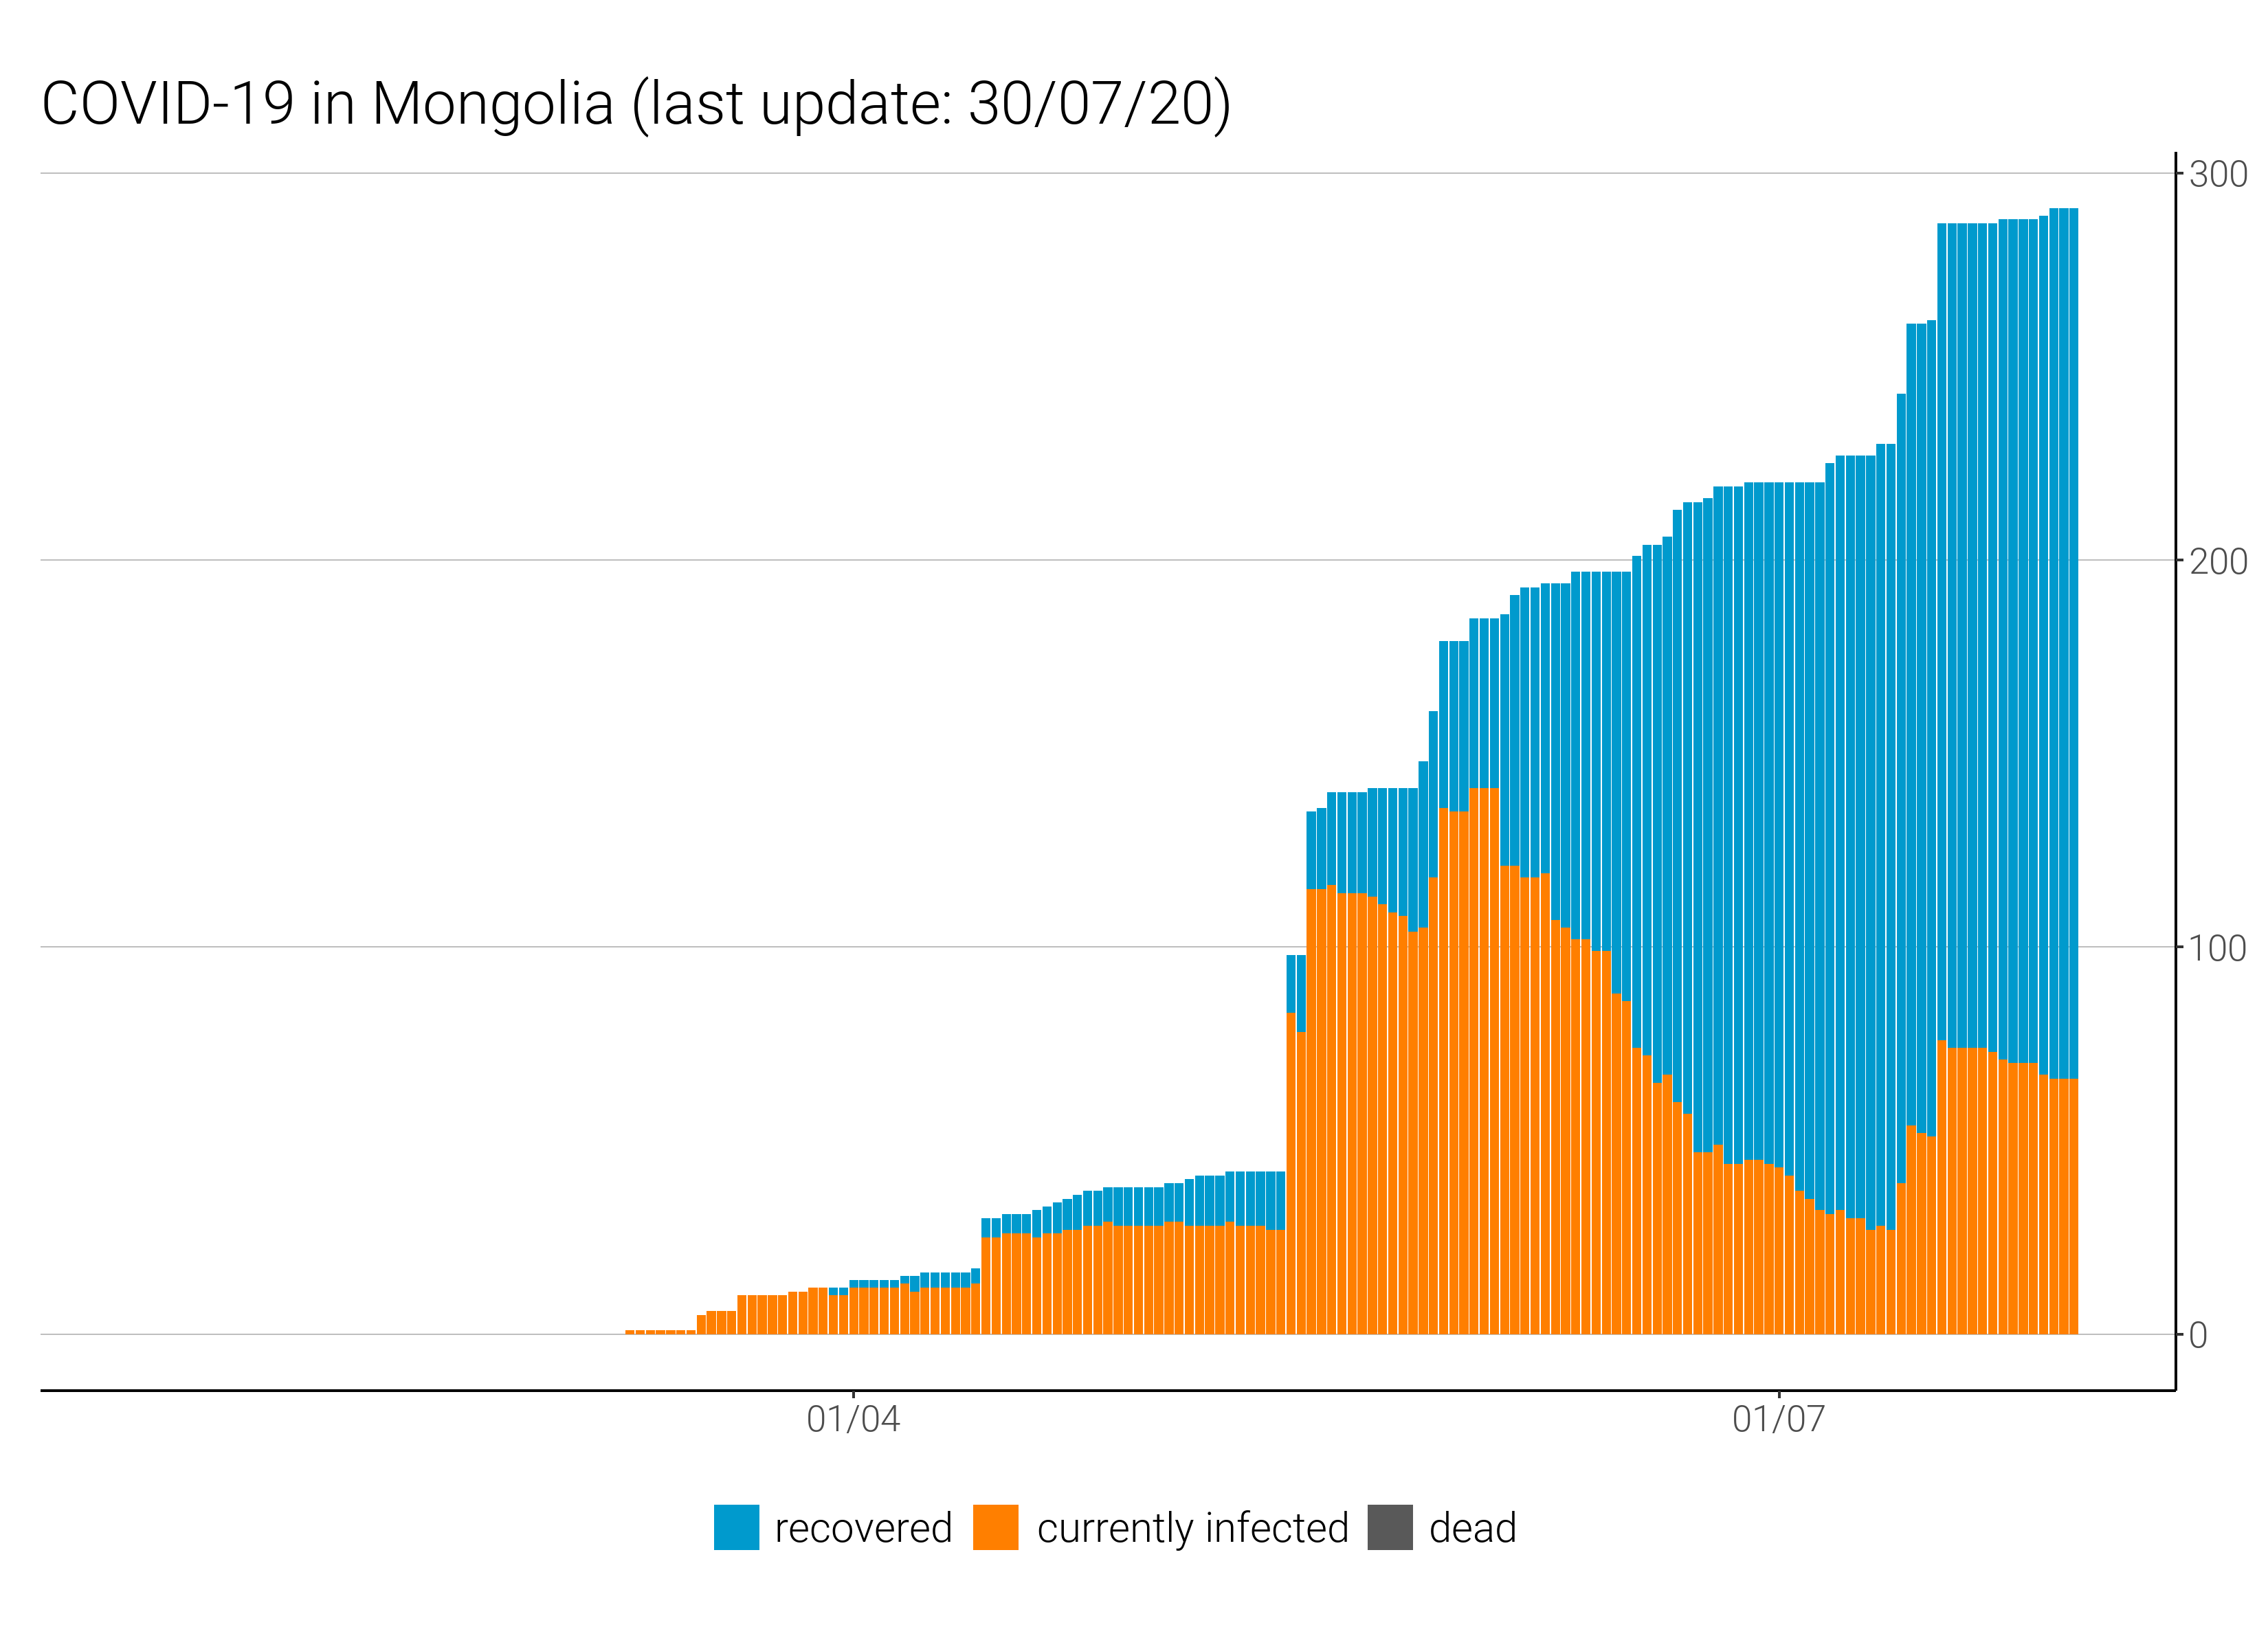 COVID-19 in Mongolia (last update: 30/07/20)
300
200
100
0
01/04 01/07
recovered currently infected dead